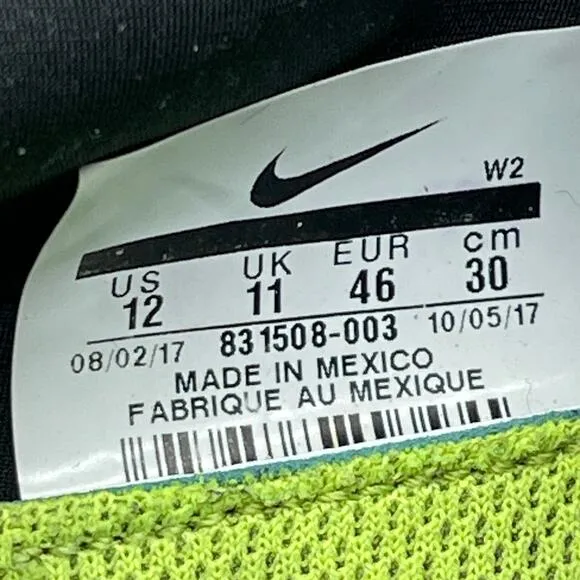 W2
US UK EUR cm
12 11 46 30
08/02/17 831508-003 10/05/17
MADE IN MEXICO
FABRIQUE AU MEXIQUE